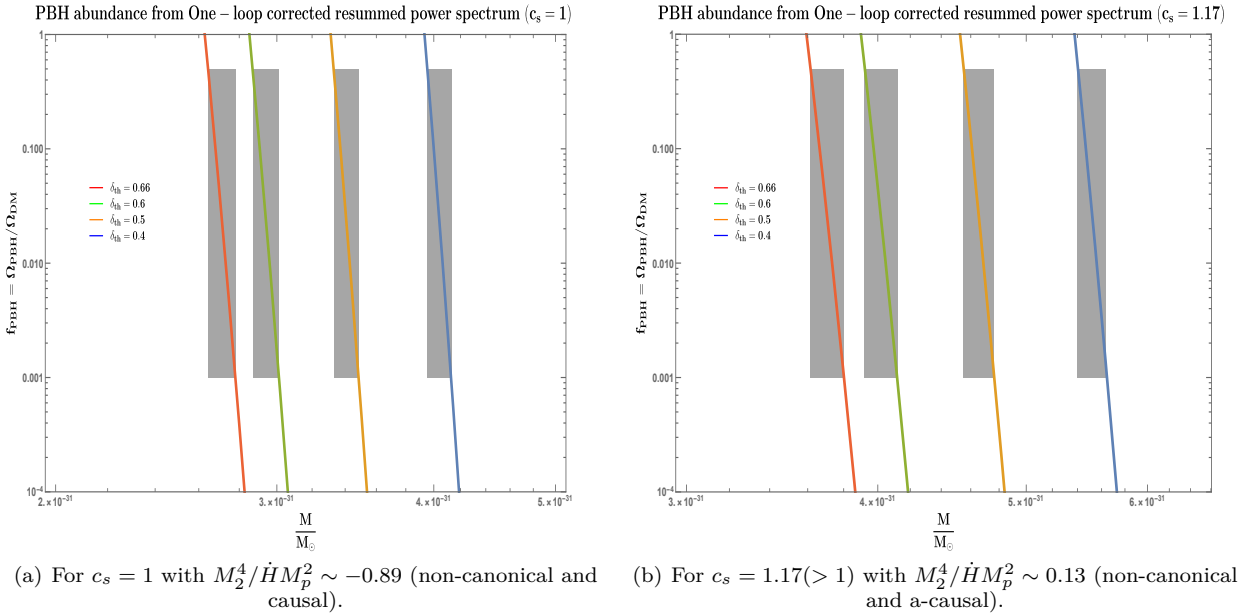 PBH abundance from One – loop corrected resummed power spectrum (c_s = 1)
1
0.100
0.010
0.001
10^-4
f_PBH = Ω_PBH/Ω_DM
δ_th = 0.66
δ_th = 0.6
δ_th = 0.5
δ_th = 0.4
2.×10^-31
3.×10^-31
4.×10^-31
5.×10^-31
M
M_⊙
(a) For c_s = 1 with M_2^4/ḢM_p^2 ∼ −0.89 (non-canonical and
causal).
PBH abundance from One – loop corrected resummed power spectrum (c_s = 1.17)
1
0.100
0.010
0.001
10^-4
f_PBH = Ω_PBH/Ω_DM
δ_th = 0.66
δ_th = 0.6
δ_th = 0.5
δ_th = 0.4
3.×10^-31
4.×10^-31
5.×10^-31
6.×10^-31
M
M_⊙
(b) For c_s = 1.17(> 1) with M_2^4/ḢM_p^2 ∼ 0.13 (non-canonical
and a-causal).